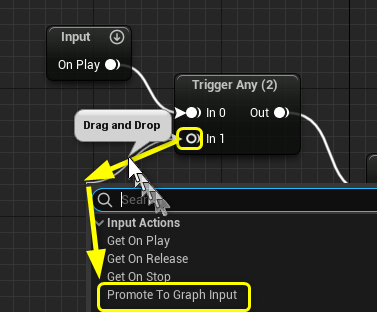 Input
On Play
Trigger Any (2)
In 0
Out
Drag and Drop
In 1
Search
Input Actions
Get On Play
Get On Release
Get On Stop
Promote To Graph Input